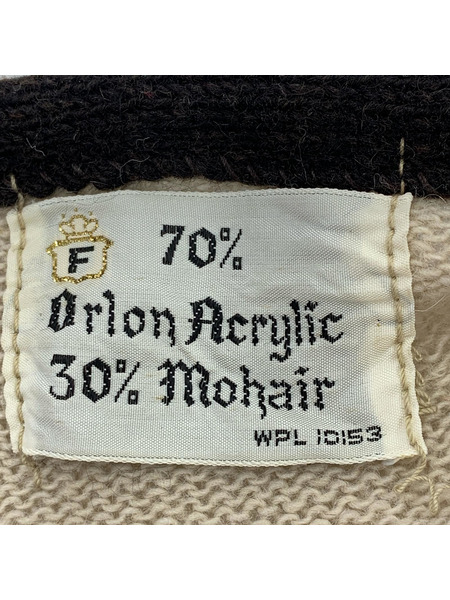 F
70%
Orlon Acrylic
30% Mohair
WPL 10153